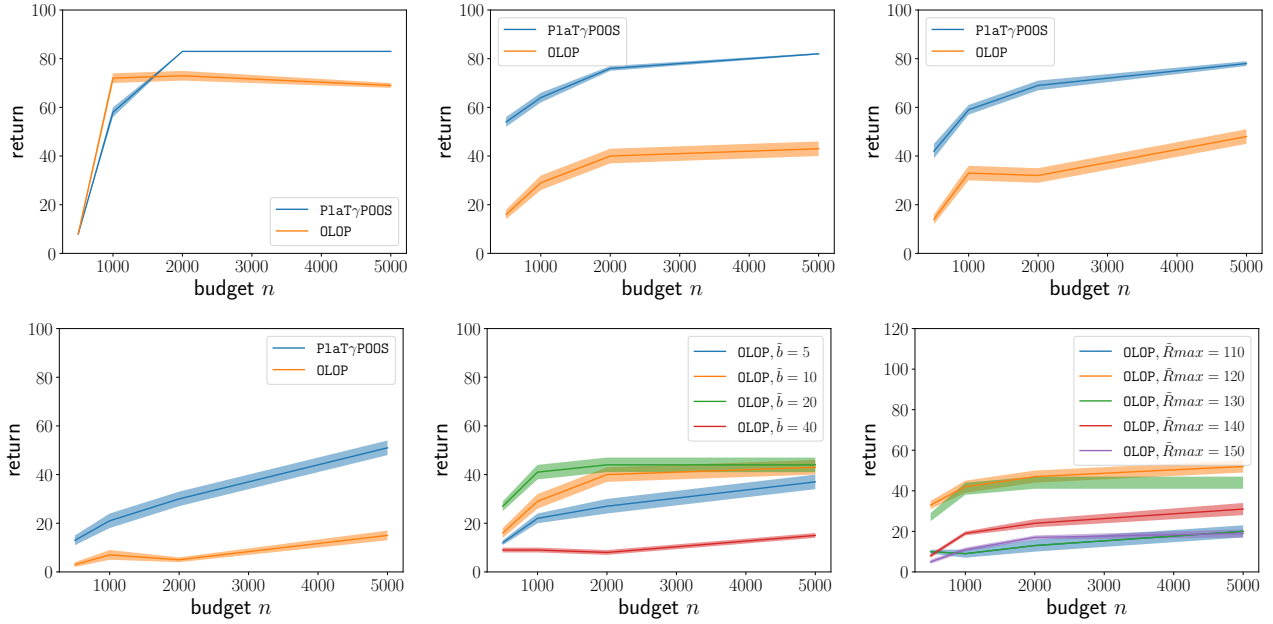 100
80
60
40
20
0
return
PlaTγPOOS
OLOP
1000 2000 3000 4000 5000
budget n
100
80
60
40
20
0
return
PlaTγPOOS
OLOP
1000 2000 3000 4000 5000
budget n
100
80
60
40
20
0
return
PlaTγPOOS
OLOP
1000 2000 3000 4000 5000
budget n
100
80
60
40
20
0
return
PlaTγPOOS
OLOP
1000 2000 3000 4000 5000
budget n
100
80
60
40
20
0
return
OLOP, b̃ = 5
OLOP, b̃ = 10
OLOP, b̃ = 20
OLOP, b̃ = 40
1000 2000 3000 4000 5000
budget n
120
100
80
60
40
20
0
return
OLOP, R̃max = 110
OLOP, R̃max = 120
OLOP, R̃max = 130
OLOP, R̃max = 140
OLOP, R̃max = 150
1000 2000 3000 4000 5000
budget n